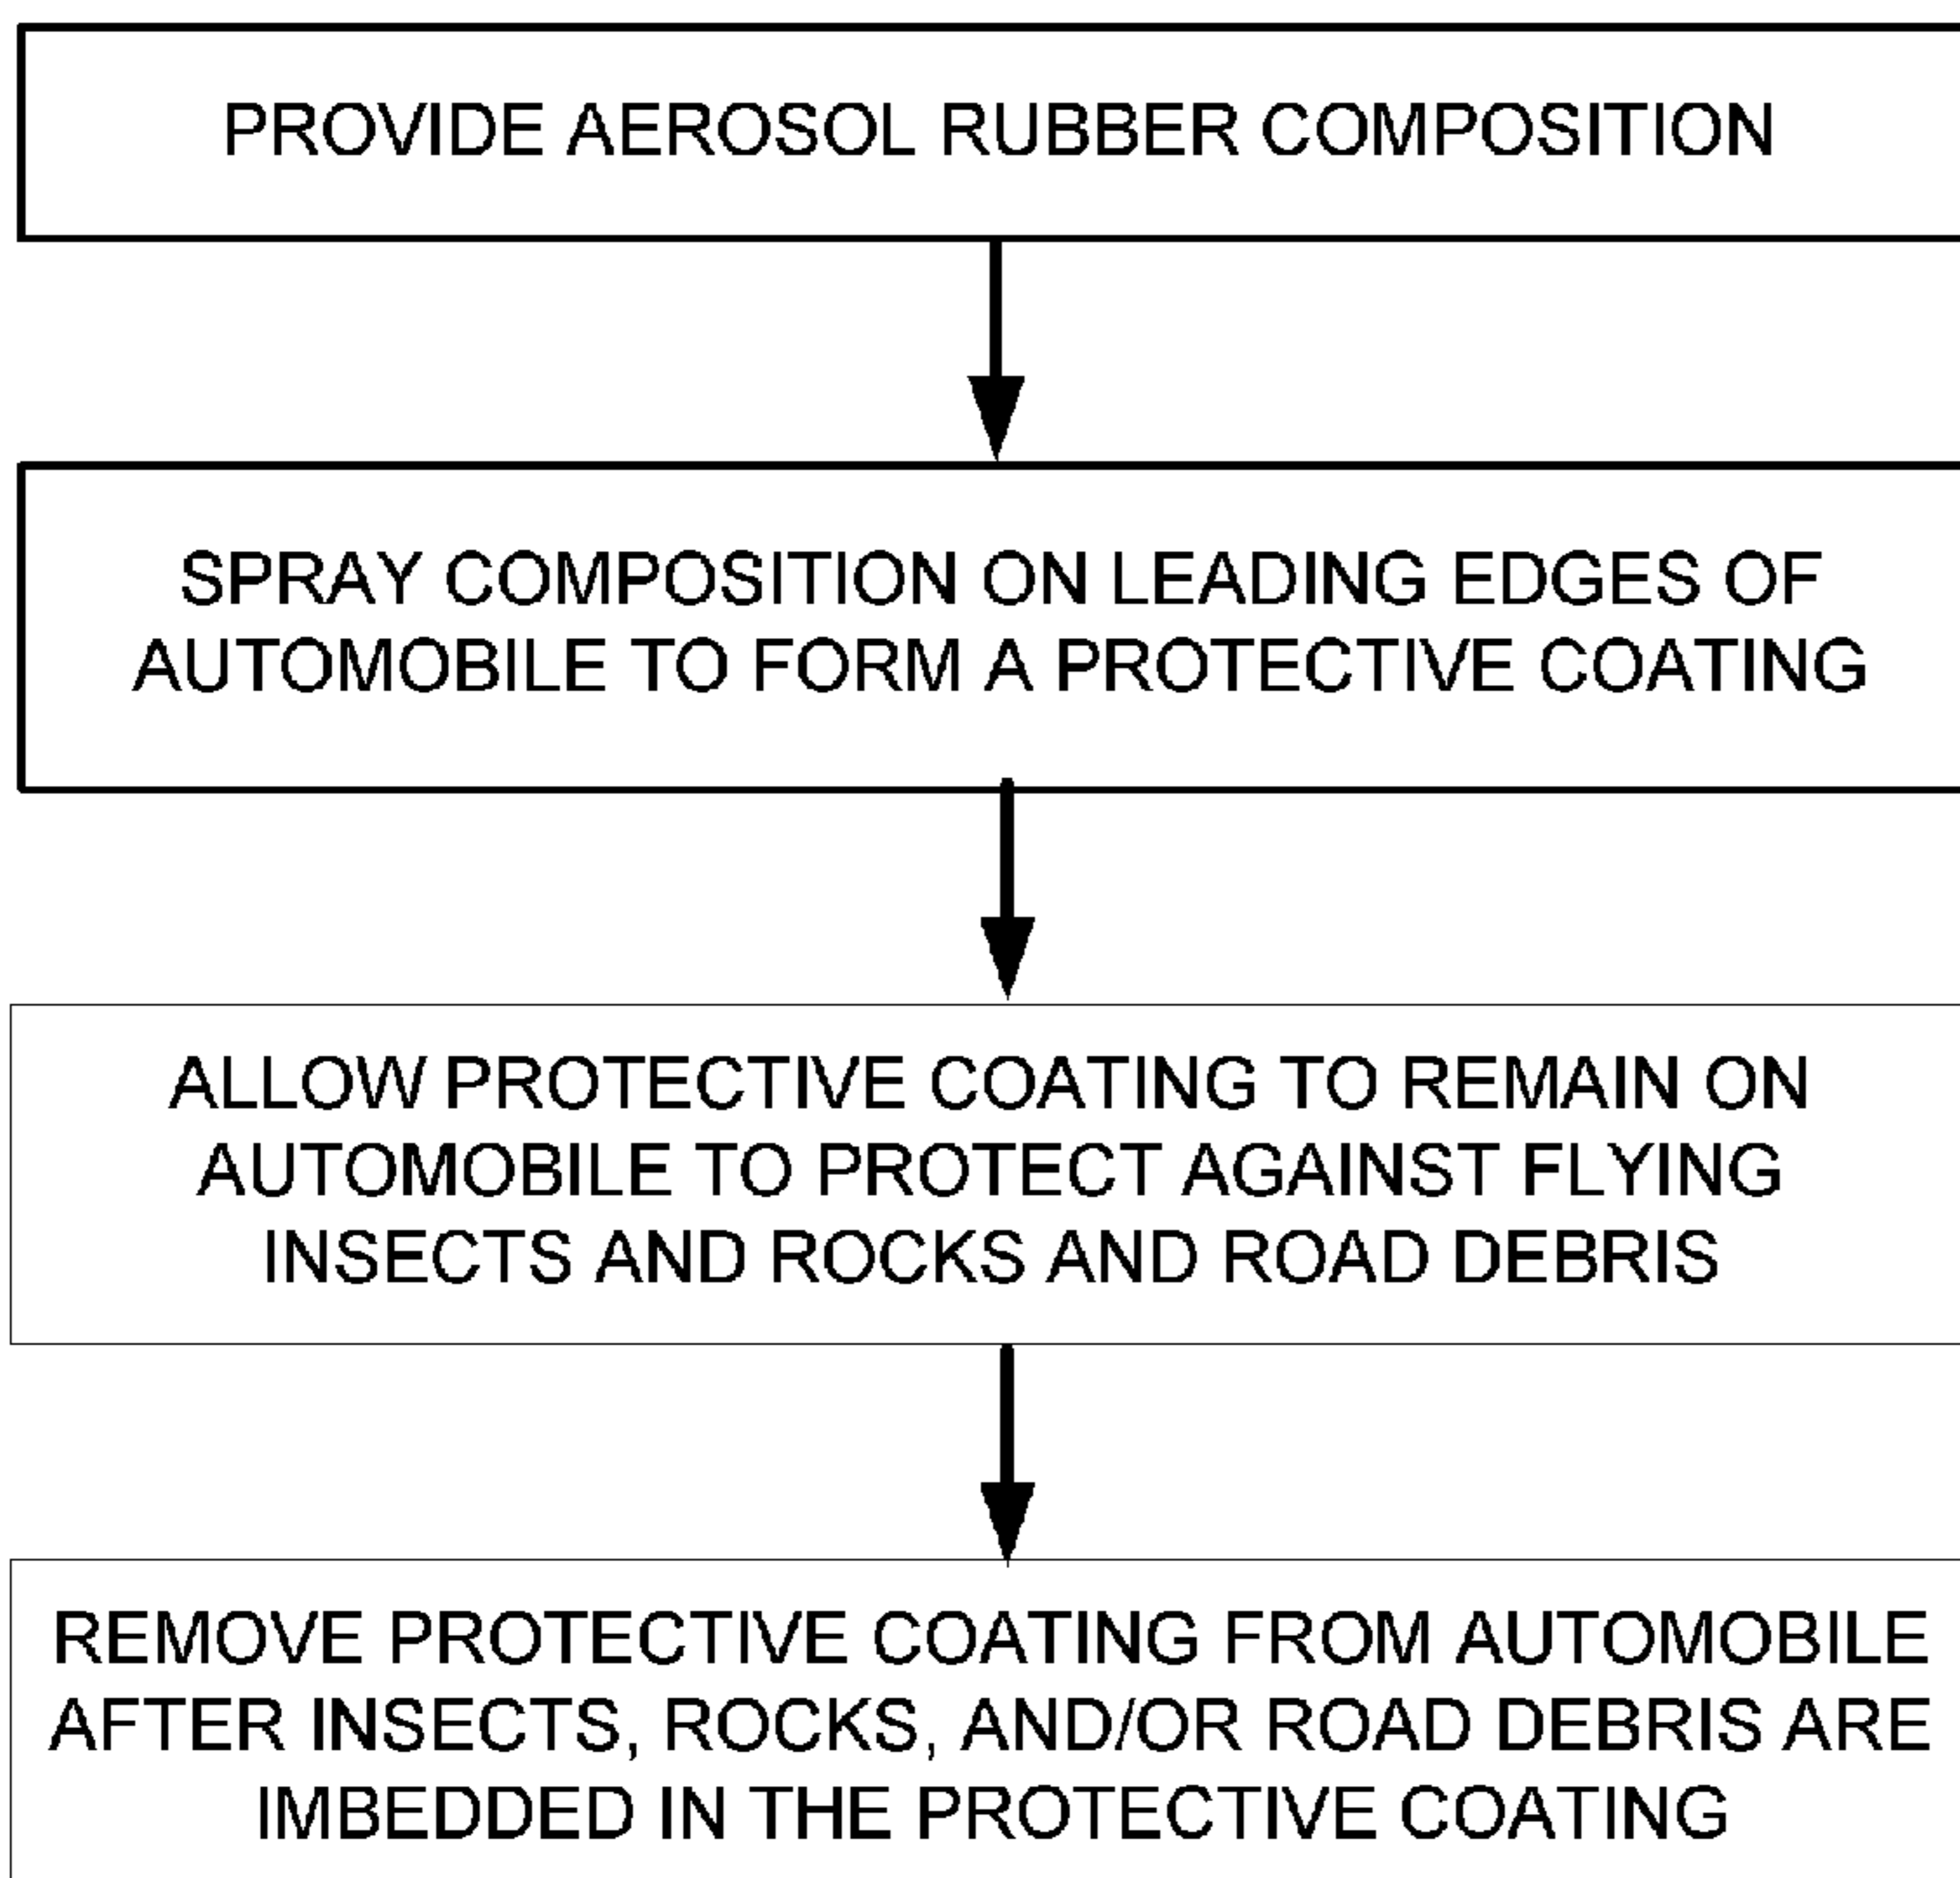 PROVIDE AEROSOL RUBBER COMPOSITION
SPRAY COMPOSITION ON LEADING EDGES OF
AUTOMOBILE TO FORM A PROTECTIVE COATING
ALLOW PROTECTIVE COATING TO REMAIN ON
AUTOMOBILE TO PROTECT AGAINST FLYING
INSECTS AND ROCKS AND ROAD DEBRIS
REMOVE PROTECTIVE COATING FROM AUTOMOBILE
AFTER INSECTS, ROCKS, AND/OR ROAD DEBRIS ARE
IMBEDDED IN THE PROTECTIVE COATING